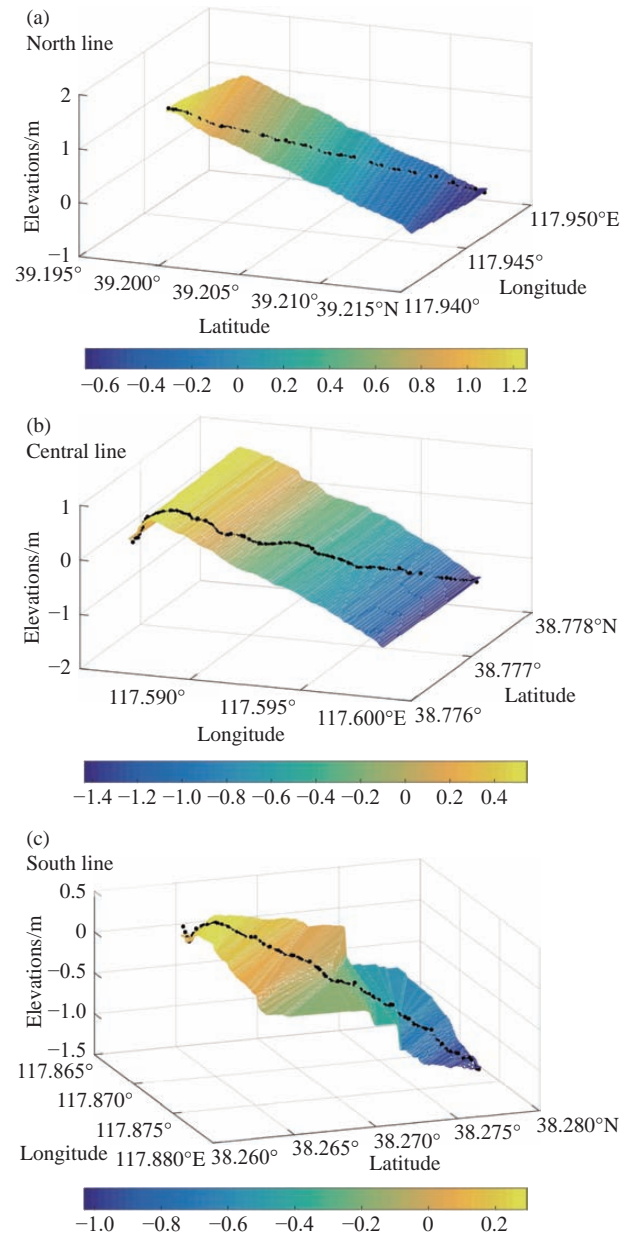 (a)
North line
2
1
0
−1
Elevations/m
39.195°
39.200°
39.205°
39.210°
39.215°N
Latitude
117.940°
117.945°
117.950°E
Longitude
−0.6 −0.4 −0.2 0 0.2 0.4 0.6 0.8 1.0 1.2
(b)
Central line
1
0
−1
−2
Elevations/m
117.590°
117.595°
117.600°E
Longitude
38.776°
38.777°
38.778°N
Latitude
−1.4 −1.2 −1.0 −0.8 −0.6 −0.4 −0.2 0 0.2 0.4
(c)
South line
0.5
0
−0.5
−1.0
−1.5
Elevations/m
117.865°
117.870°
117.875°
117.880°E
Longitude
38.260°
38.265°
38.270°
38.275°
38.280°N
Latitude
−1.0 −0.8 −0.6 −0.4 −0.2 0 0.2